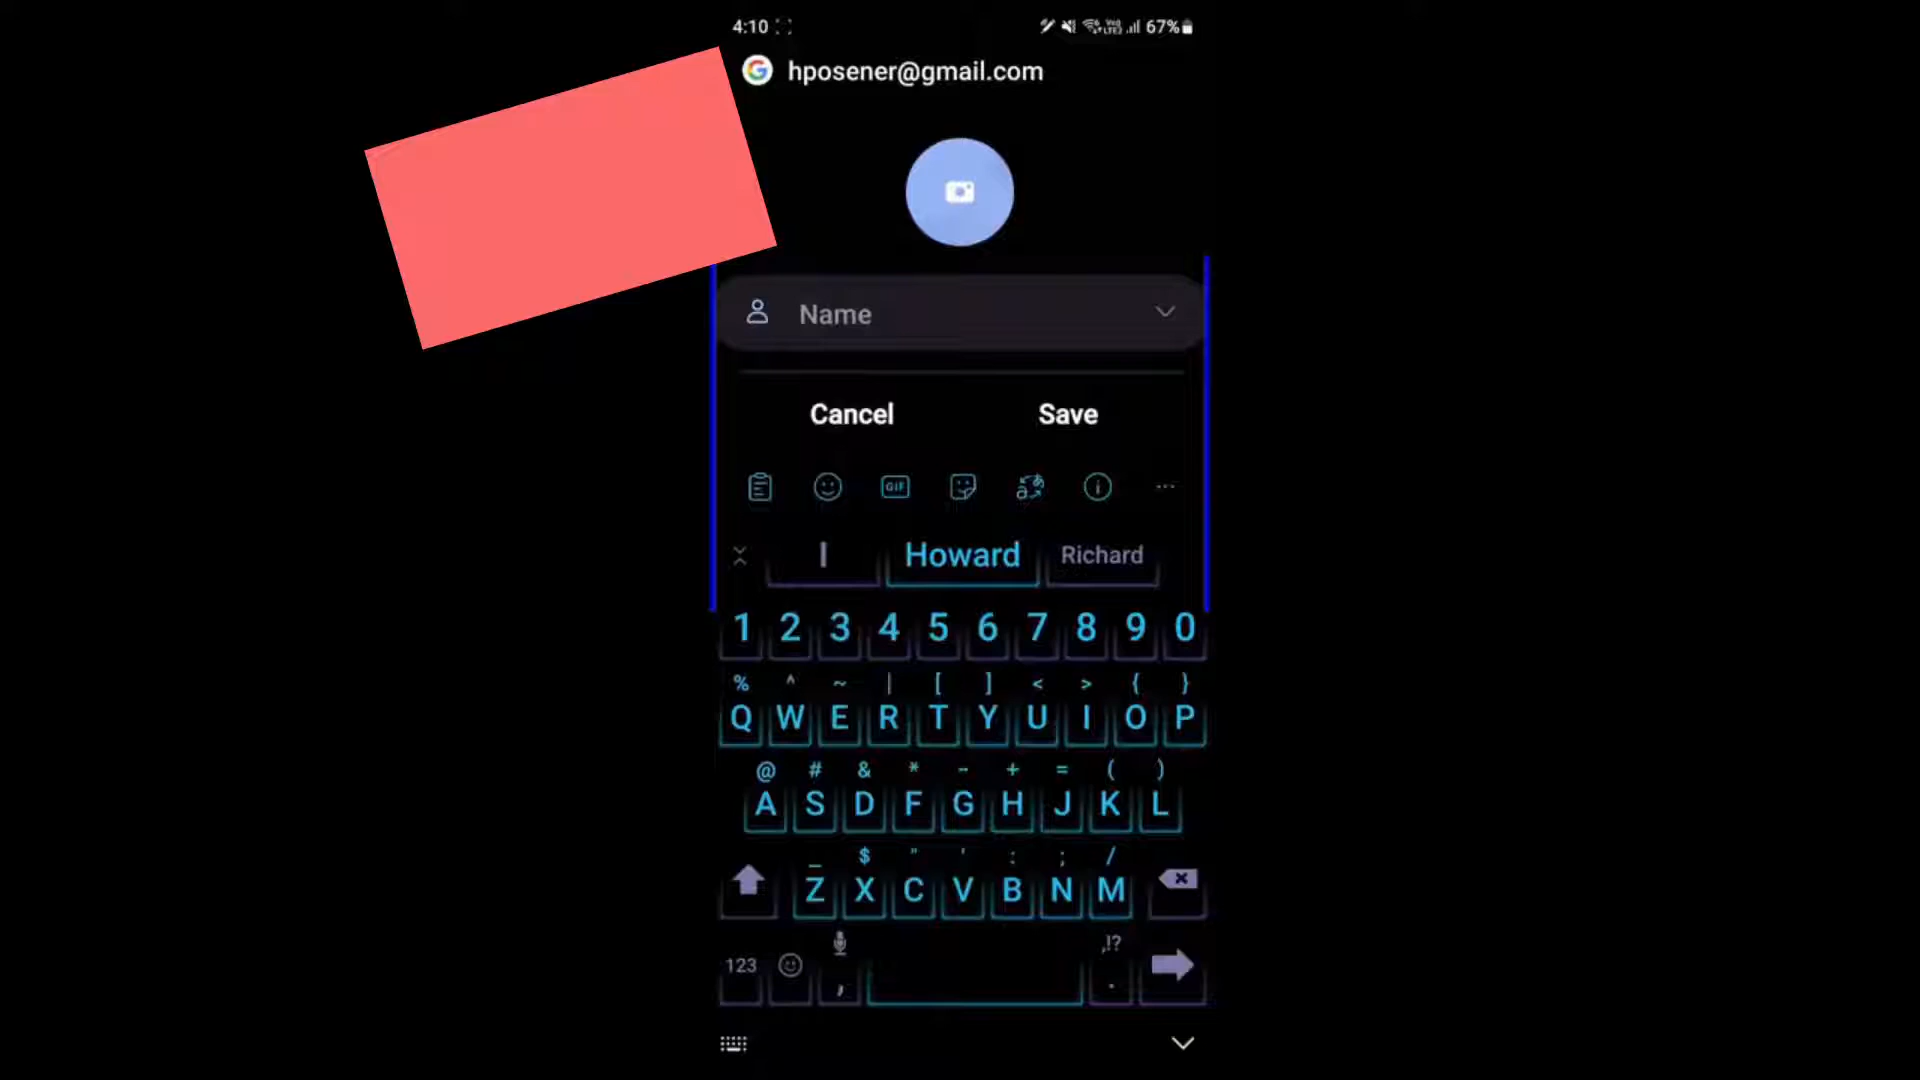 4:10 67%
hposener@gmail.com
Name
Cancel Save
GIF
I Howard Richard
1 2 3 4 5 6 7 8 9 0
% ^ ~ | [ ] < > { }
Q W E R T Y U I O P
@ # & * - + = ( )
A S D F G H J K L
_ $ " ' : ; /
Z X C V B N M
,!?
123 , .